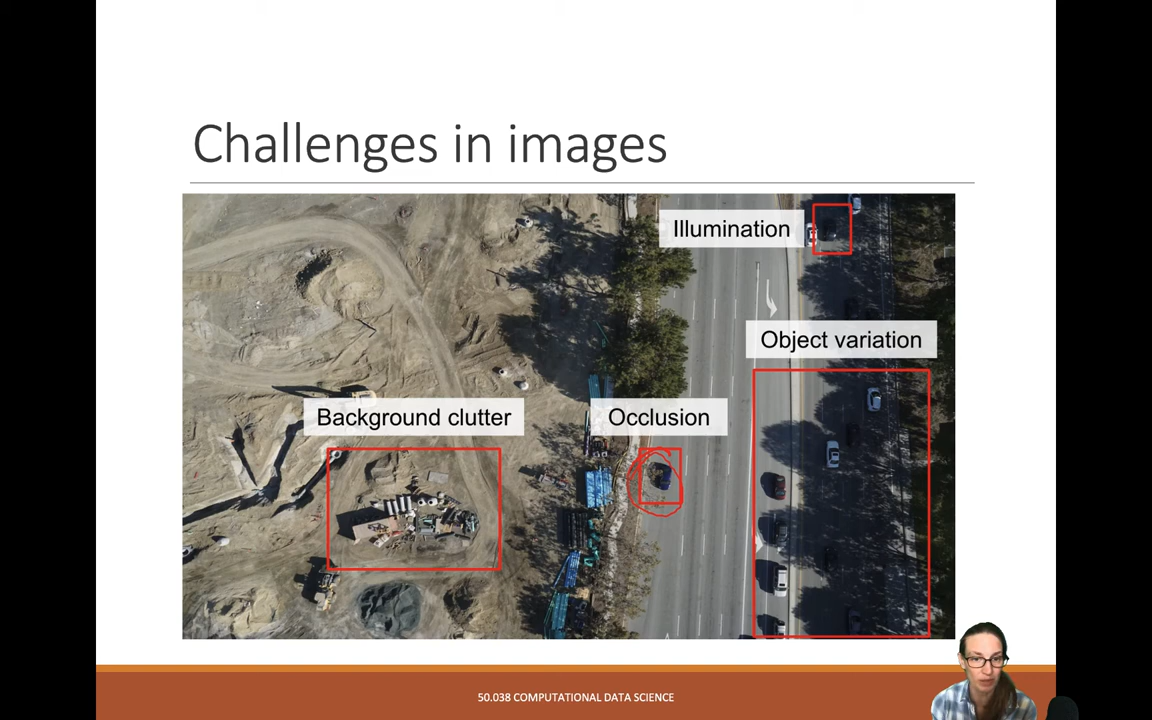 Challenges in images
Illumination
Object variation
Background clutter
Occlusion
50.038 COMPUTATIONAL DATA SCIENCE